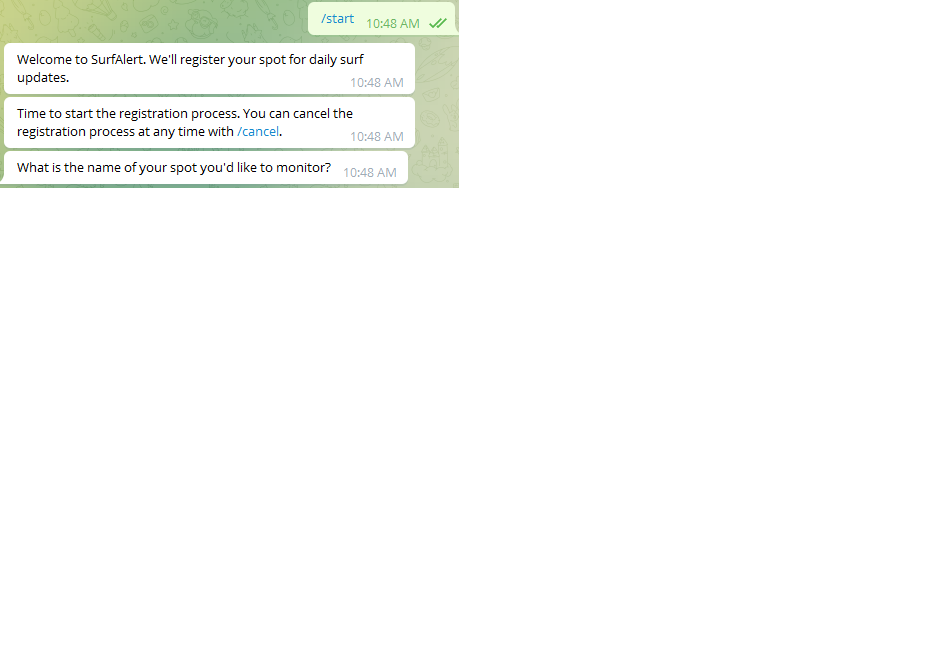 /start 10:48 AM
Welcome to SurfAlert. We'll register your spot for daily surf
updates.
10:48 AM
Time to start the registration process. You can cancel the
registration process at any time with /cancel.
10:48 AM
What is the name of your spot you'd like to monitor? 10:48 AM